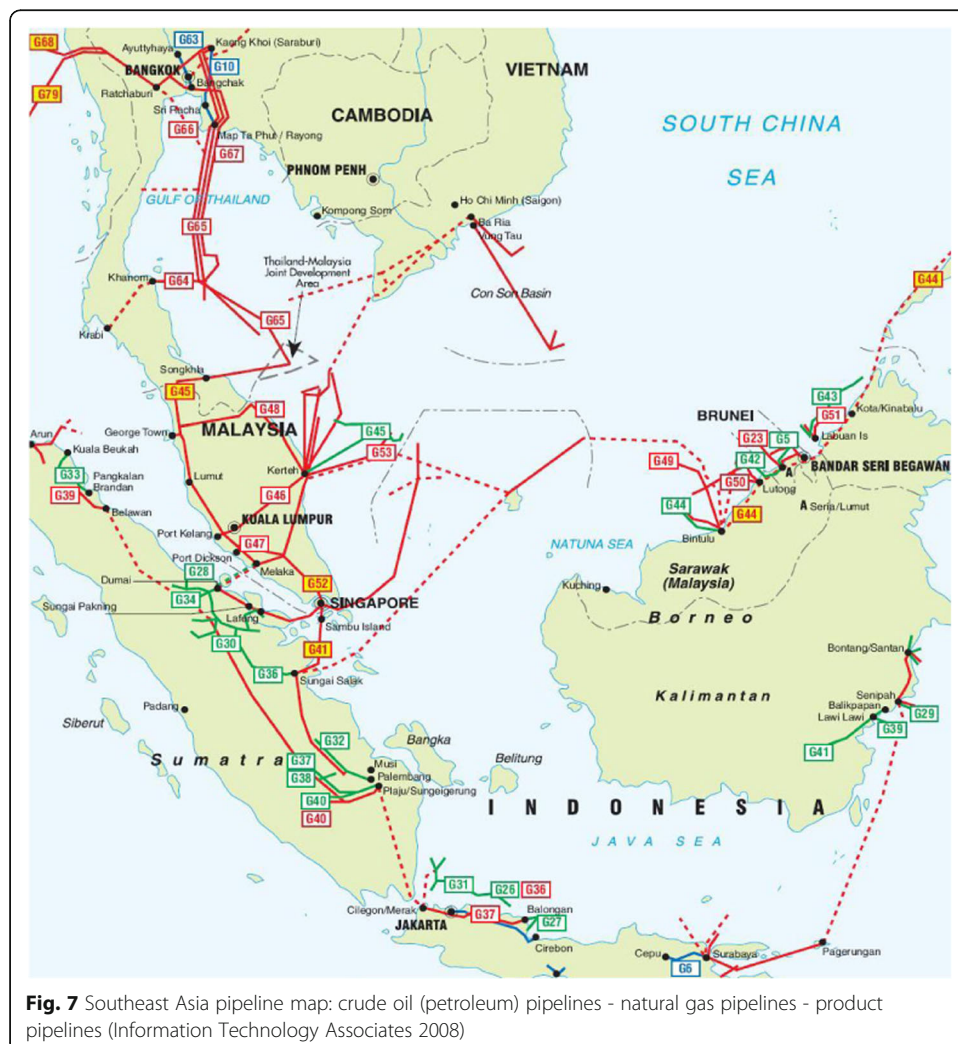 G68
G63
Kaeng Khoi (Saraburi)
Ayuttyhaya
BANGKOK
G10
G79
Ratchaburi
Bangchak
Sri Racha
G66
Map Ta Phut / Rayong
G67
VIETNAM
CAMBODIA
SOUTH CHINA
SEA
PHNOM PENH
GULF OF THAILAND
Kompong Som
Ho Chi Minh (Saigon)
Ba Ria
Vung Tau
G65
Thailand-Malaysia
Joint Development
Area
Khanom
G64
Con Son Basin
G44
G65
Krabi
Songkhla
G45
G48
G43
Kota/Kinabalu
BRUNEI
G51
Arun
George Town
MALAYSIA
G45
G23
G5
Labuan Is
Kuala Beukah
G53
G42
BANDAR SERI BEGAWAN
G33
Pangkalan
Brandan
Kerteh
G49
A
G50
Lutong
Lumut
G39
G46
A Seria/Lumut
Belawan
KUALA LUMPUR
G44
G44
Port Kelang
Bintulu
G47
NATUNA SEA
Port Dickson
Melaka
Sarawak
(Malaysia)
Dumai
G28
G52
Kuching
G34
SINGAPORE
Sungai Pakning
Lafeng
Borneo
Sambu Island
G30
G41
Bontang/Santan
G36
Sungai Salak
Kalimantan
Senipah
Padang
Balikpapan
Lawi Lawi
G29
Siberut
G39
G32
Bangka
G41
Sumatra
G37
Musi
Belitung
G38
Palembang
Plaju/Sungeigerung
G40
INDONESIA
G40
JAVA SEA
G31
G26
G36
Cilegon/Merak
G37
Balongan
JAKARTA
G27
Cirebon
Cepu
Surabaya
Pagerungan
G6
Fig. 7 Southeast Asia pipeline map: crude oil (petroleum) pipelines - natural gas pipelines - product
pipelines (Information Technology Associates 2008)